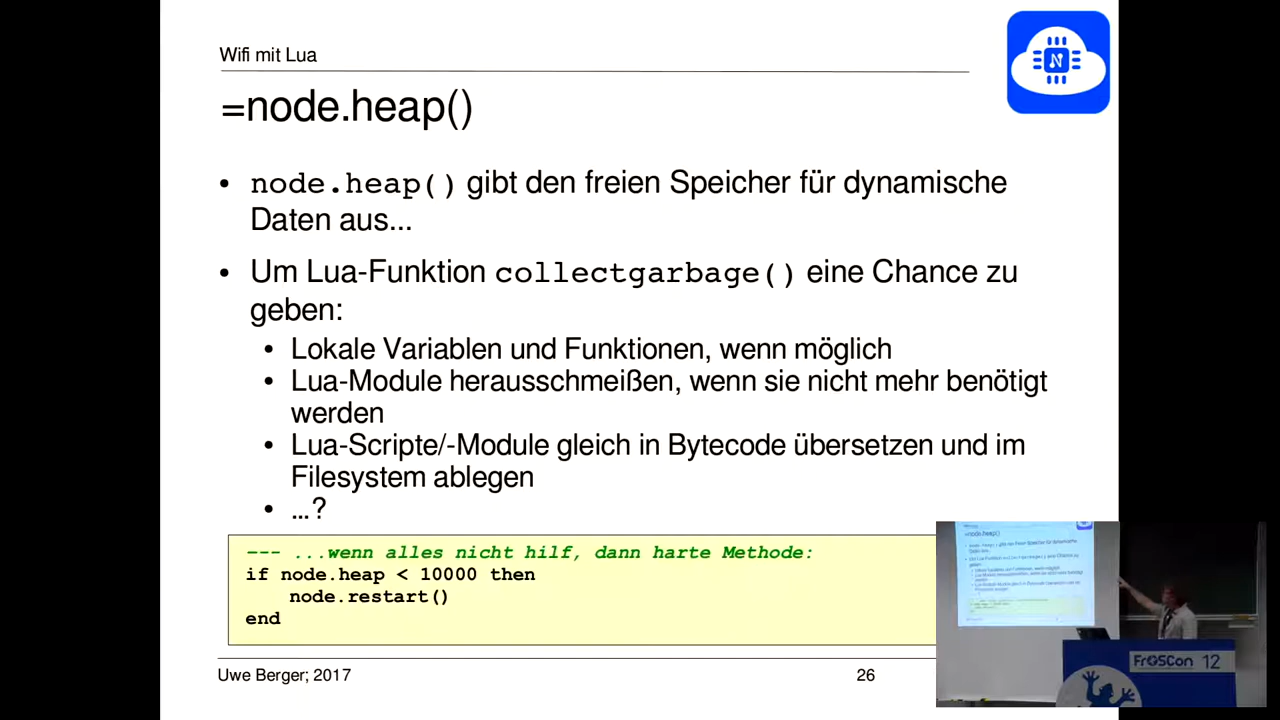 Wifi mit Lua
=node.heap()
• node.heap() gibt den freien Speicher für dynamische
Daten aus...
• Um Lua-Funktion collectgarbage() eine Chance zu
geben:
• Lokale Variablen und Funktionen, wenn möglich
• Lua-Module herausschmeißen, wenn sie nicht mehr benötigt
werden
• Lua-Scripte/-Module gleich in Bytecode übersetzen und im
Filesystem ablegen
• ...?
--- ...wenn alles nicht hilf, dann harte Methode:
if node.heap < 10000 then
node.restart()
end
Uwe Berger; 2017
26
N
FrOSCon 12